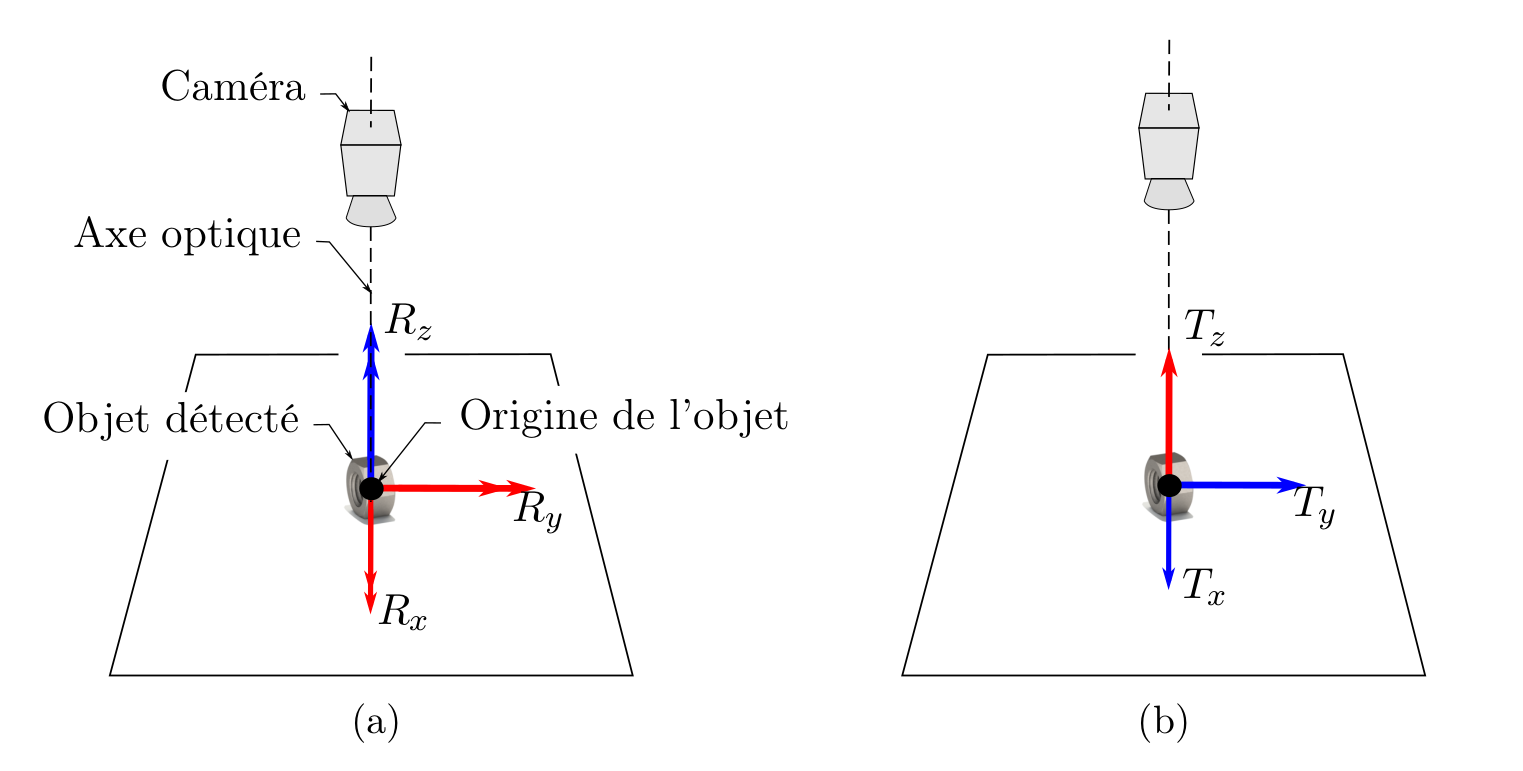 Caméra
Axe optique
R_z
Objet détecté
Origine de l'objet
R_y
R_x
(a)
T_z
T_y
T_x
(b)